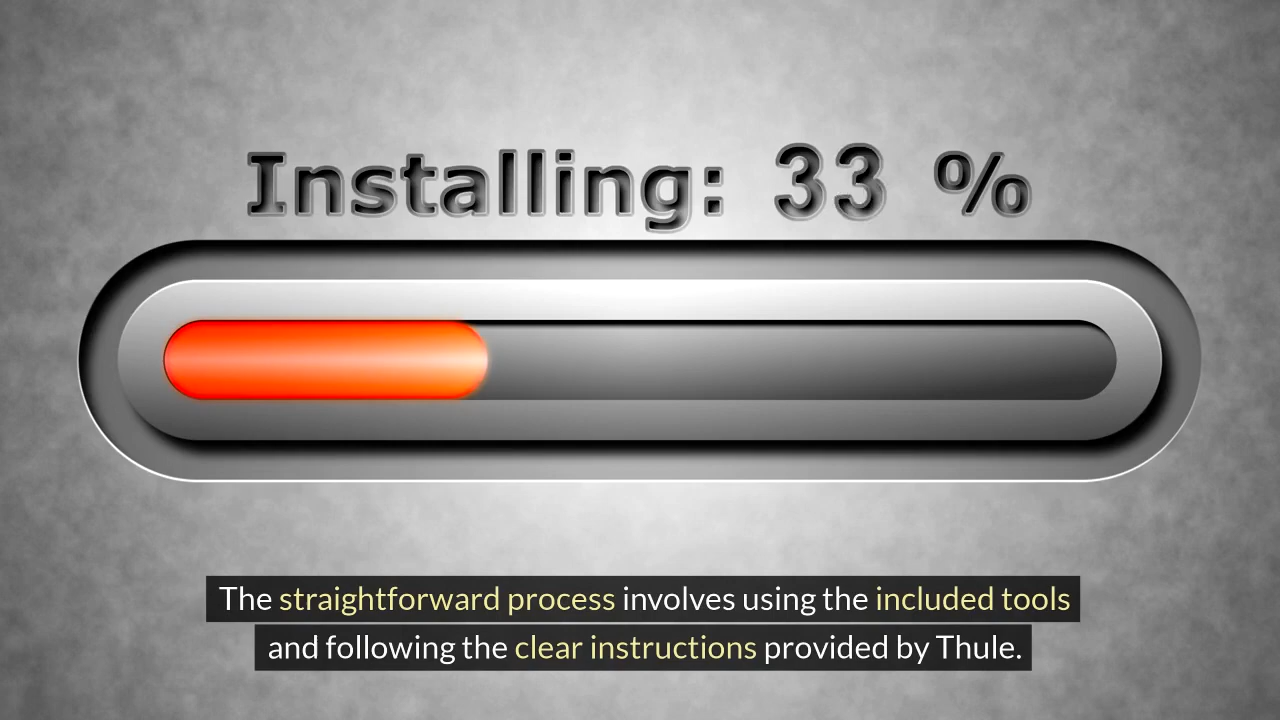 Installing: 33 %
The straightforward process involves using the included tools
and following the clear instructions provided by Thule.